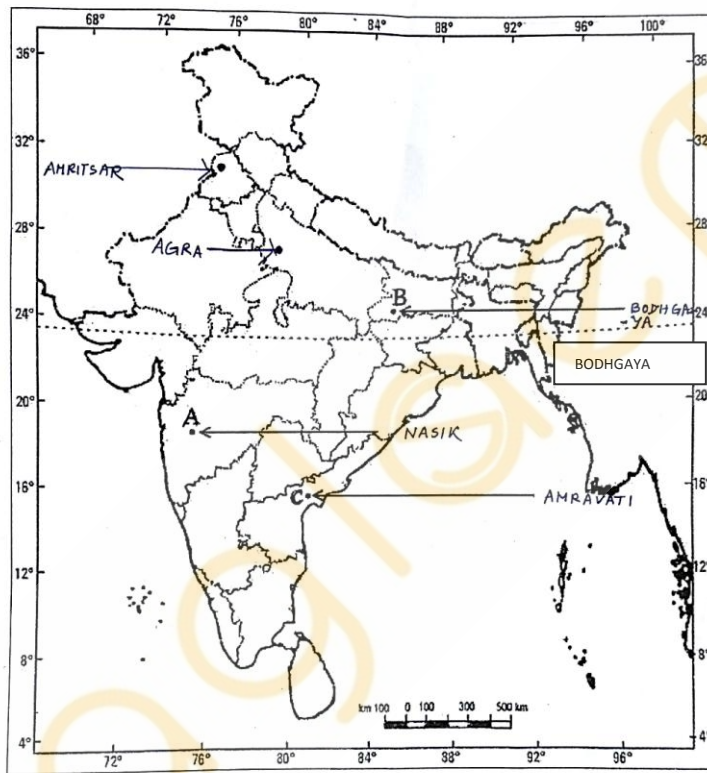 68° 72° 76° 80° 84° 88° 92° 96° 100°
36°
32°
AMRITSAR
28°
AGRA
B
24°
BODHGA-
YA
BODHGAYA
20°
A
NASIK
16°
C
AMRAVATI
12°
8°
km 100 0 100 300 500 km
4°
72° 76° 80° 84° 88° 92° 96°